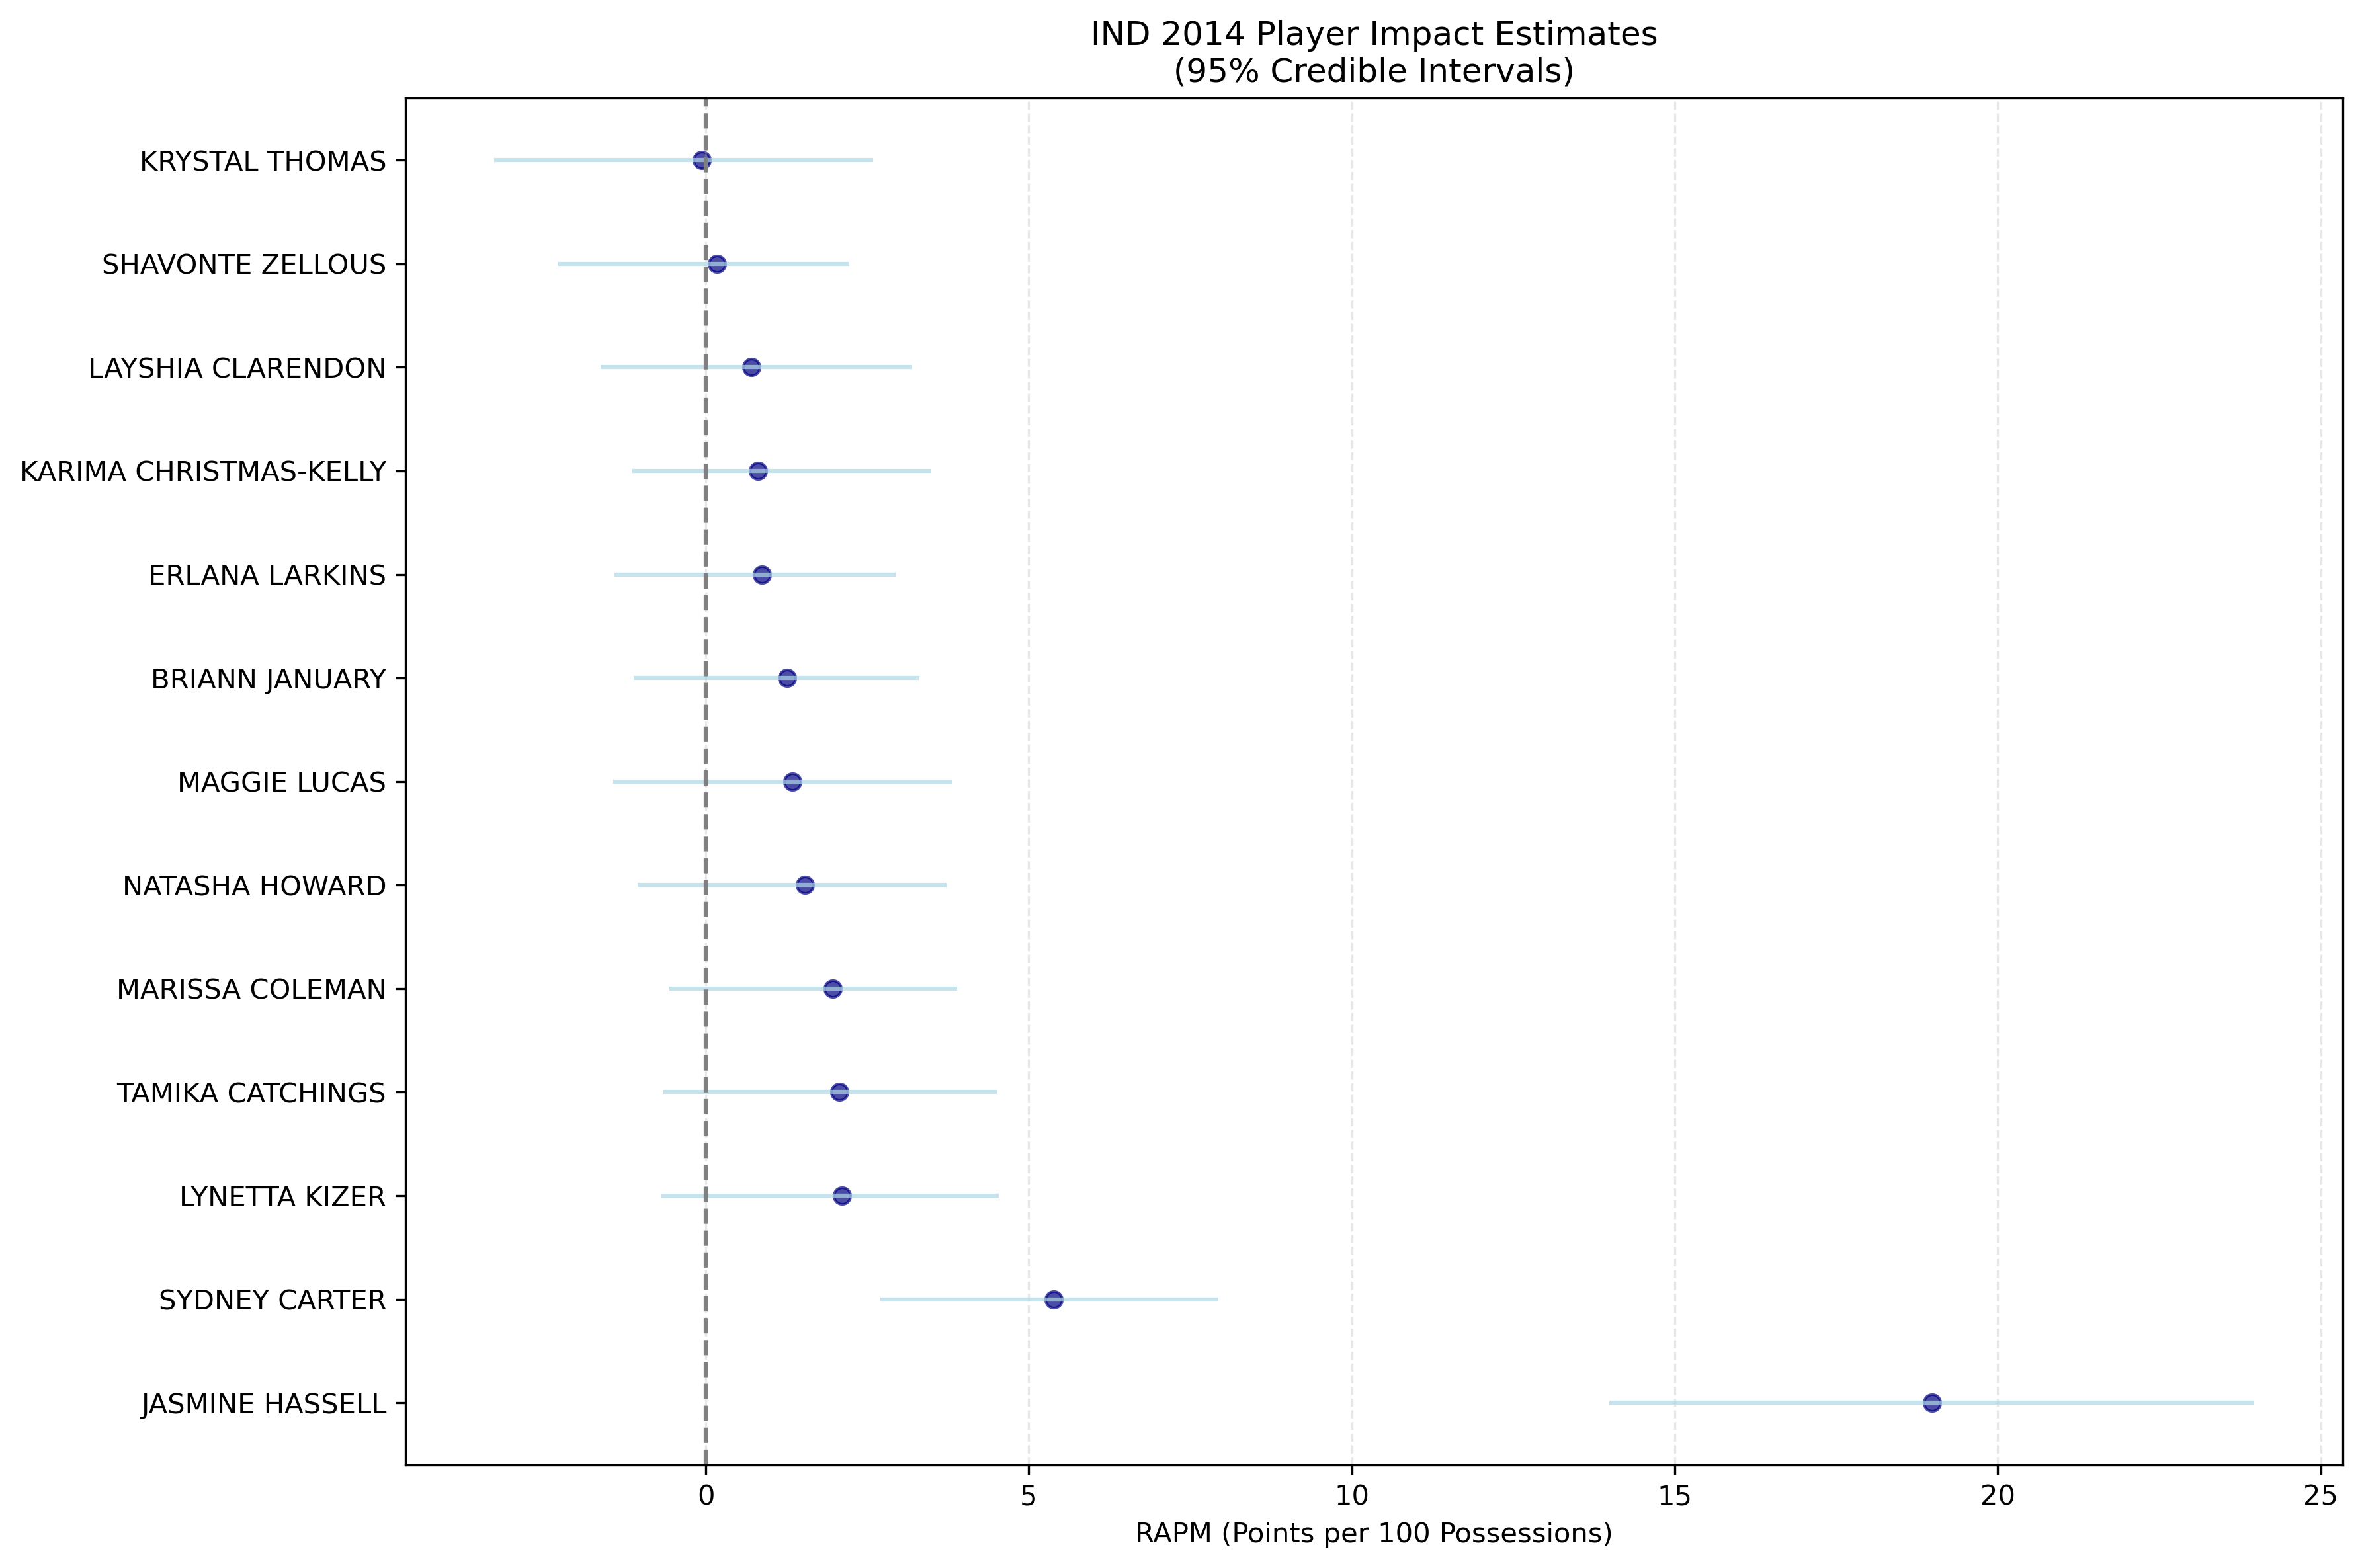 IND 2014 Player Impact Estimates
(95% Credible Intervals)
KRYSTAL THOMAS
SHAVONTE ZELLOUS
LAYSHIA CLARENDON
KARIMA CHRISTMAS-KELLY
ERLANA LARKINS
BRIANN JANUARY
MAGGIE LUCAS
NATASHA HOWARD
MARISSA COLEMAN
TAMIKA CATCHINGS
LYNETTA KIZER
SYDNEY CARTER
JASMINE HASSELL
0 5 10 15 20 25
RAPM (Points per 100 Possessions)